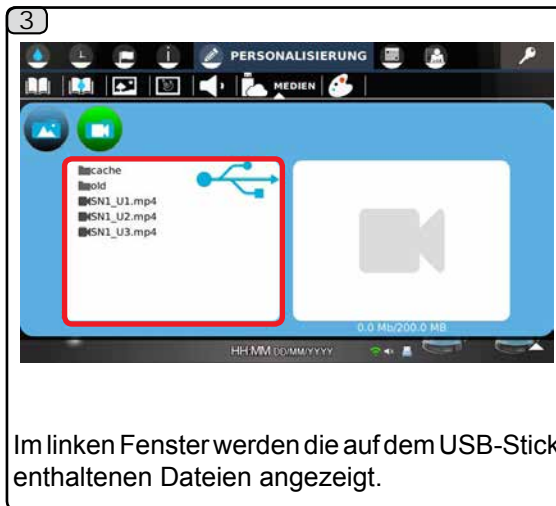 3
PERSONALISIERUNG
MEDIEN
cache
old
SN1_U1.mp4
SN1_U2.mp4
SN1_U3.mp4
0.0 Mb/200.0 MB
HH:MM DD/MM/YYYY
Im linken Fenster werden die auf dem USB-Stick
enthaltenen Dateien angezeigt.